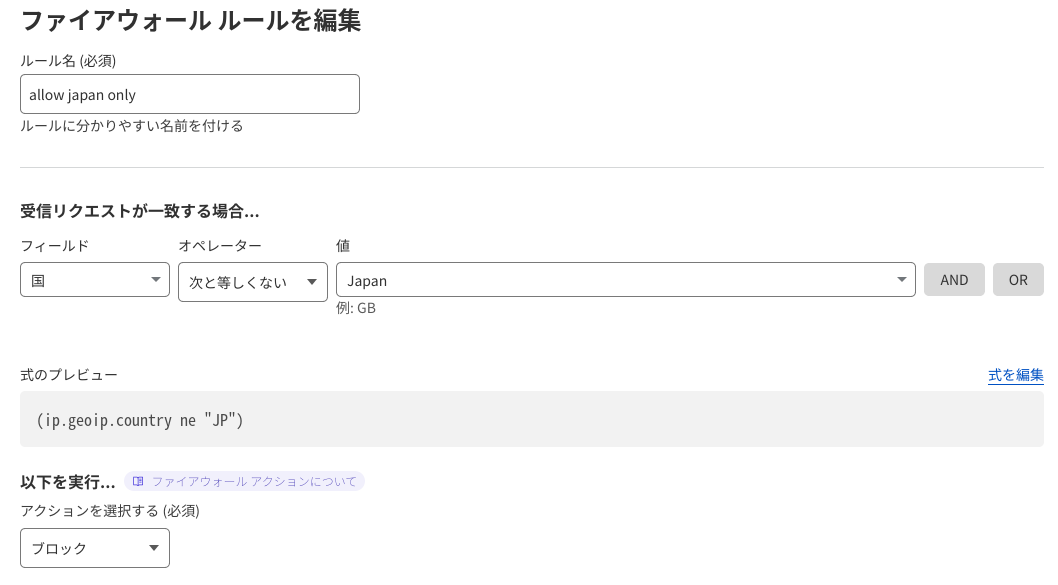 ファイアウォール ルールを編集
ルール名 (必須)
allow japan only
ルールに分かりやすい名前を付ける
受信リクエストが一致する場合...
フィールド オペレーター 値
国 次と等しくない Japan AND OR
例: GB
式のプレビュー 式を編集
(ip.geoip.country ne "JP")
以下を実行... ファイアウォール アクションについて
アクションを選択する (必須)
ブロック